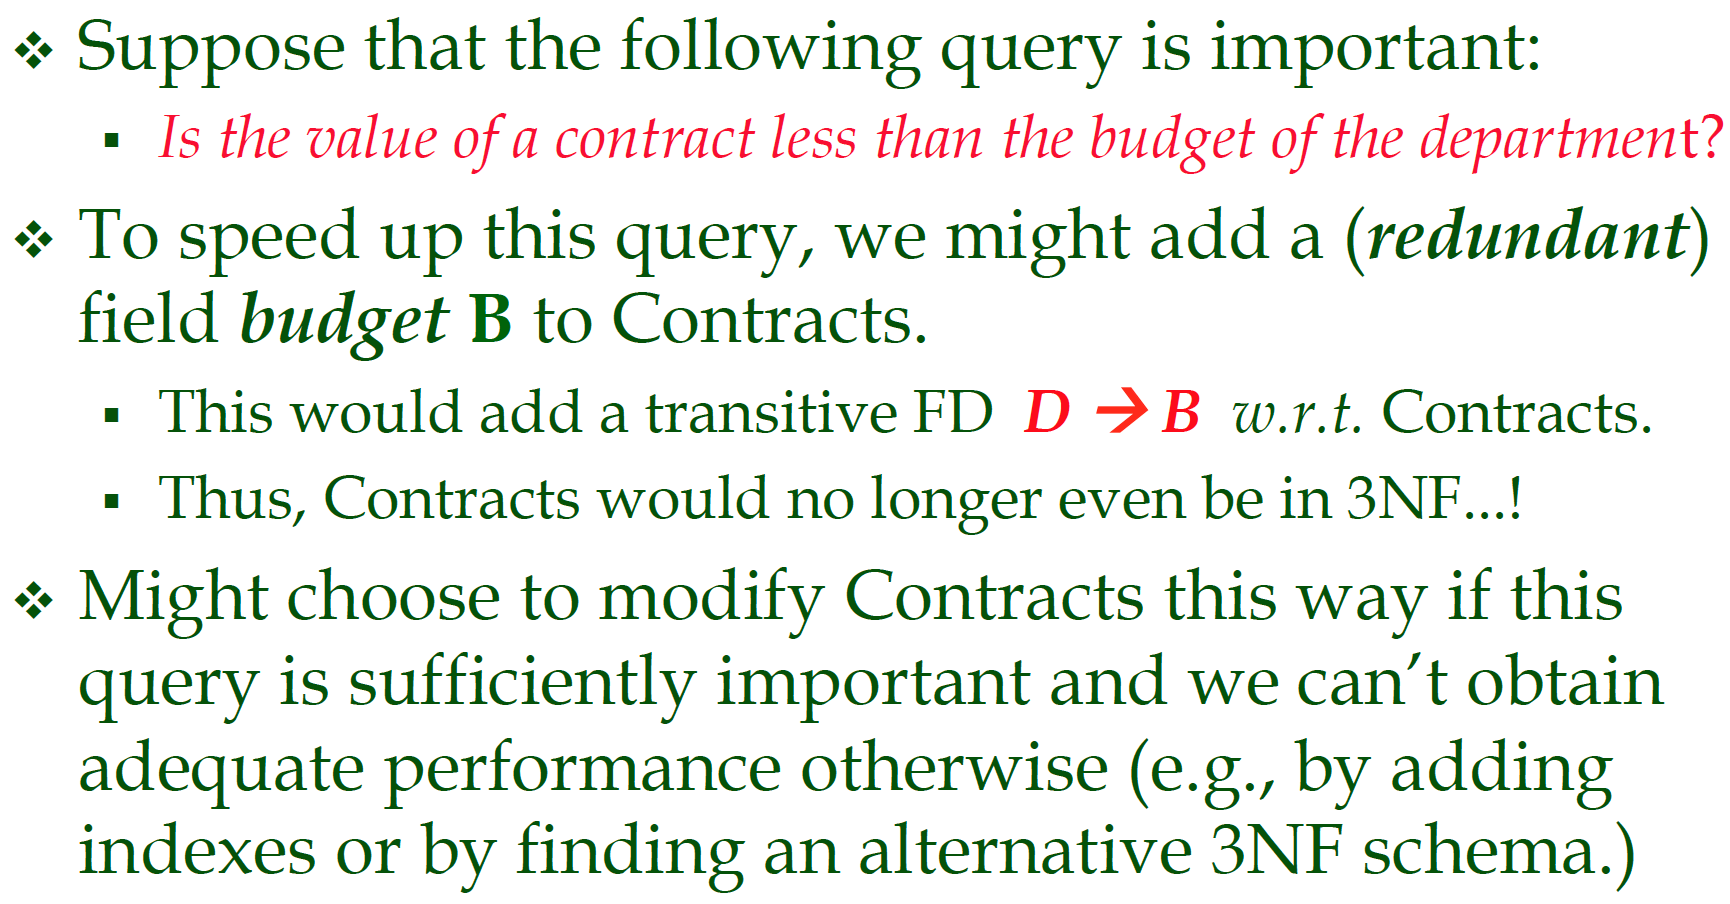 ❖ Suppose that the following query is important:
▪ Is the value of a contract less than the budget of the department?
❖ To speed up this query, we might add a (redundant)
field budget B to Contracts.
▪ This would add a transitive FD D → B w.r.t. Contracts.
▪ Thus, Contracts would no longer even be in 3NF...!
❖ Might choose to modify Contracts this way if this
query is sufficiently important and we can’t obtain
adequate performance otherwise (e.g., by adding
indexes or by finding an alternative 3NF schema.)